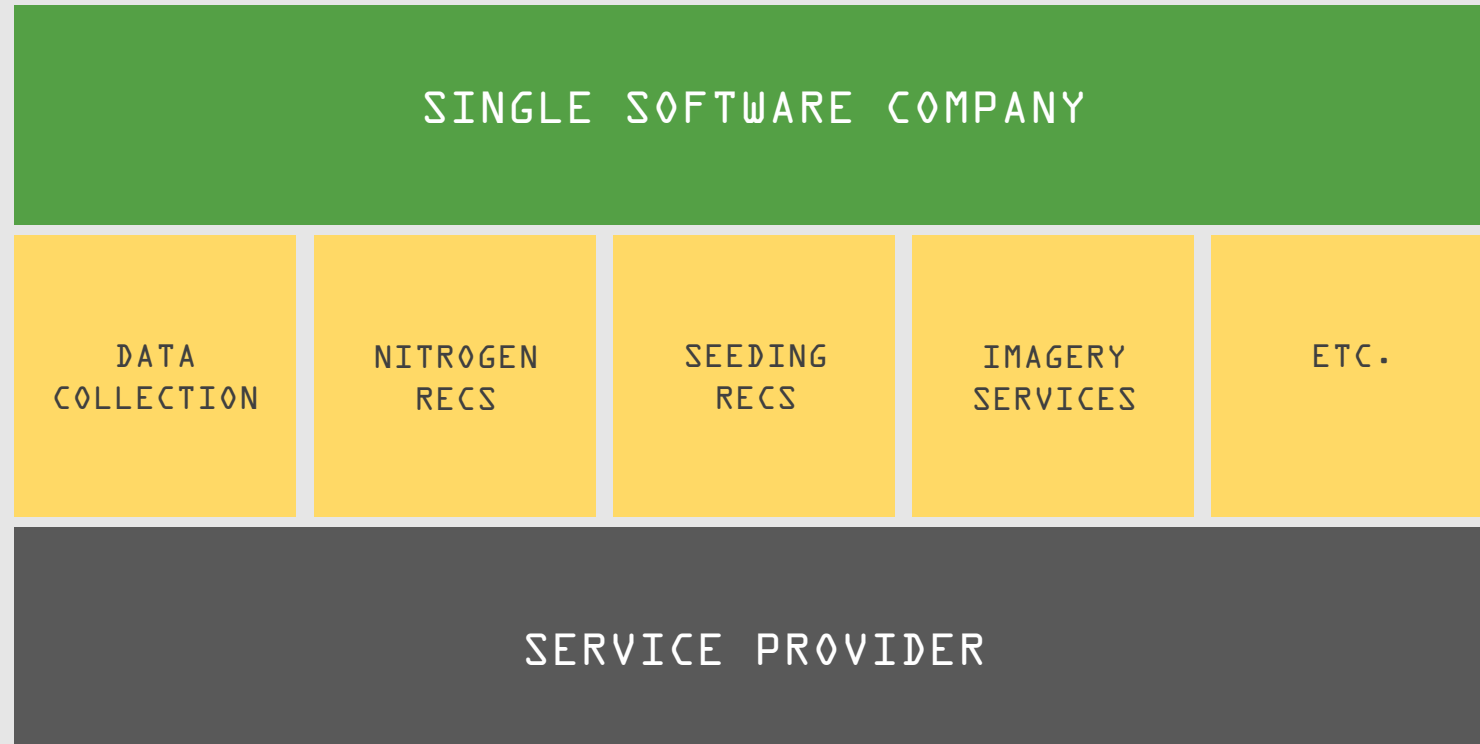 SINGLE SOFTWARE COMPANY
DATA
COLLECTION
NITROGEN
RECS
SEEDING
RECS
IMAGERY
SERVICES
ETC.
SERVICE PROVIDER